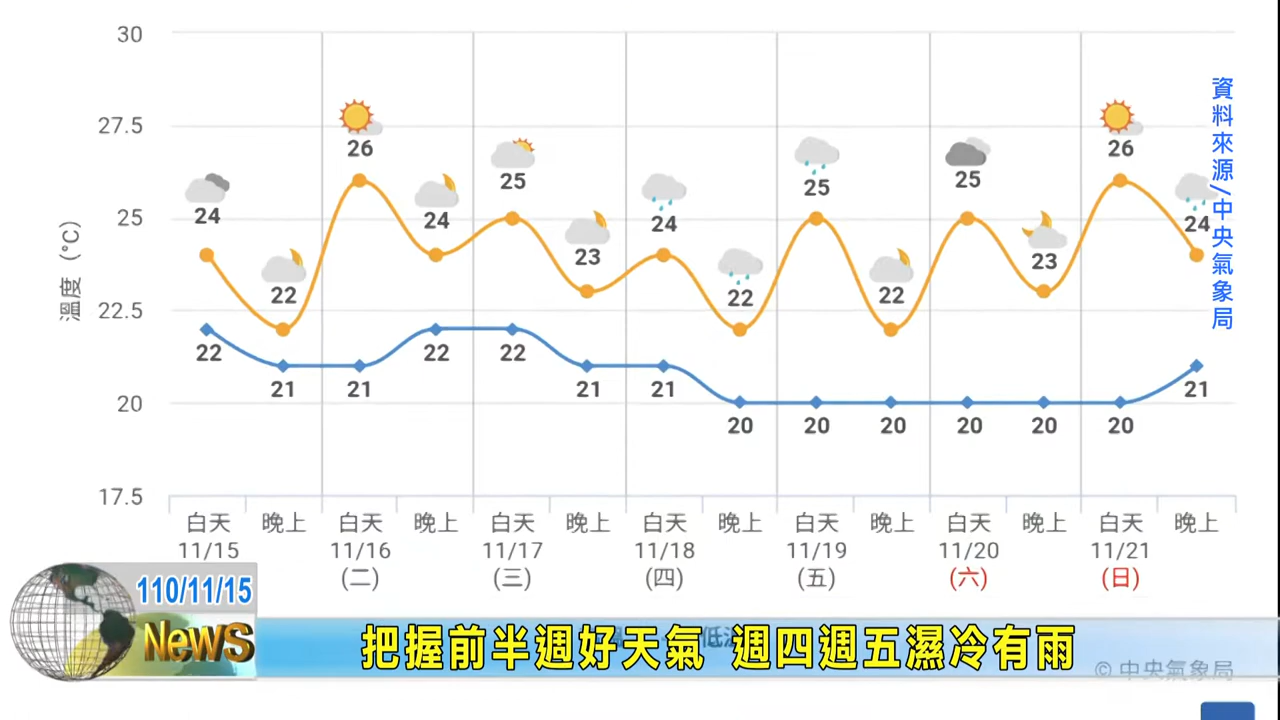 30
27.5
25
22.5
20
17.5
溫度 (°C)
24 22 26 24 25 23 24 22 25 22 25 23 26 24
22 21 21 22 22 21 21 20 20 20 20 20 20 21
白天 晚上 白天 晚上 白天 晚上 白天 晚上 白天 晚上 白天 晚上 白天 晚上
11/15 11/16 11/17 11/18 11/19 11/20 11/21
(二) (三) (四) (五) (六) (日)
資料來源/中央氣象局
110/11/15
NewS
把握前半週好天氣 週四週五濕冷有雨
© 中央氣象局